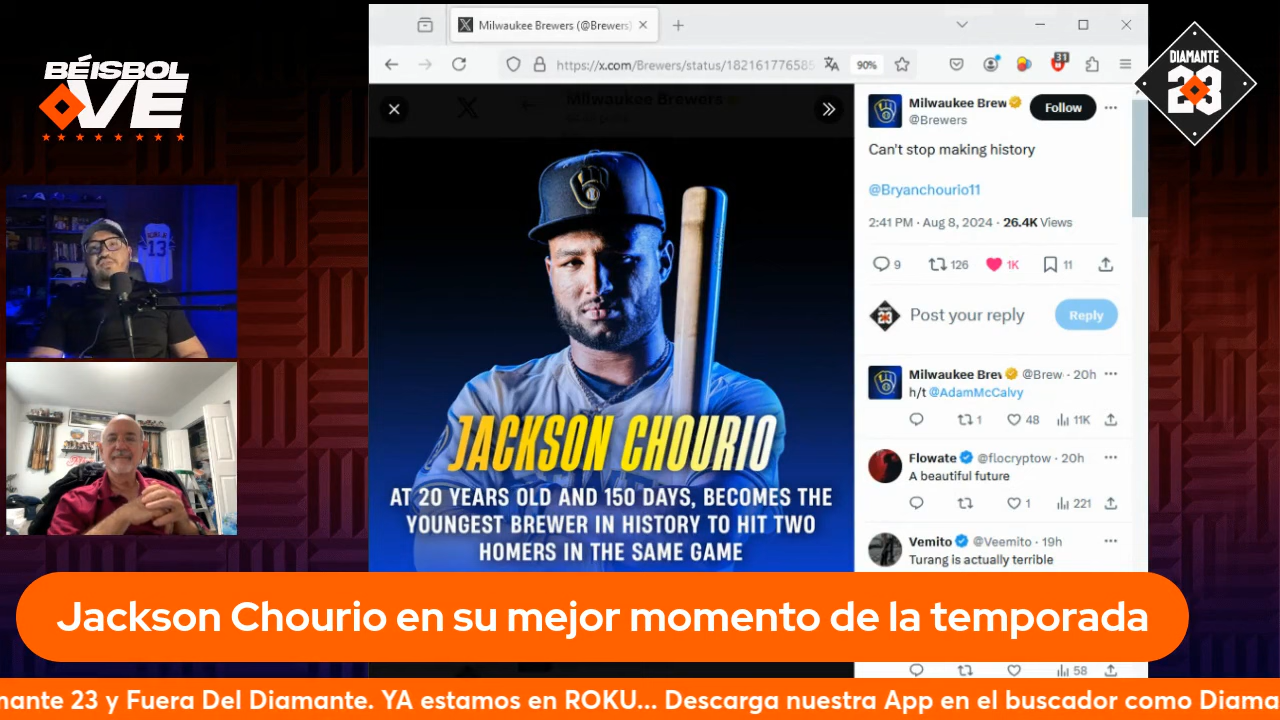 BÉISBOL
VE
DIAMANTE
23
Milwaukee Brewers (@Brewers)
https://x.com/Brewers/status/182161776585
90%
31
Milwaukee Brewers
Milwaukee Brew
@Brewers
Follow
Can't stop making history
@Bryanchourio11
2:41 PM · Aug 8, 2024 · 26.4K Views
9
126
1K
11
Post your reply
Reply
Milwaukee Brev @Brew · 20h
h/t @AdamMcCalvy
1
48
11K
Flowate @flocryptow · 20h
A beautiful future
1
221
Vemito @Veemito · 19h
Turang is actually terrible
58
13
JACKSON CHOURIO
AT 20 YEARS OLD AND 150 DAYS, BECOMES THE
YOUNGEST BREWER IN HISTORY TO HIT TWO
HOMERS IN THE SAME GAME
Jackson Chourio en su mejor momento de la temporada
mante 23 y Fuera Del Diamante. YA estamos en ROKU... Descarga nuestra App en el buscador como Diama